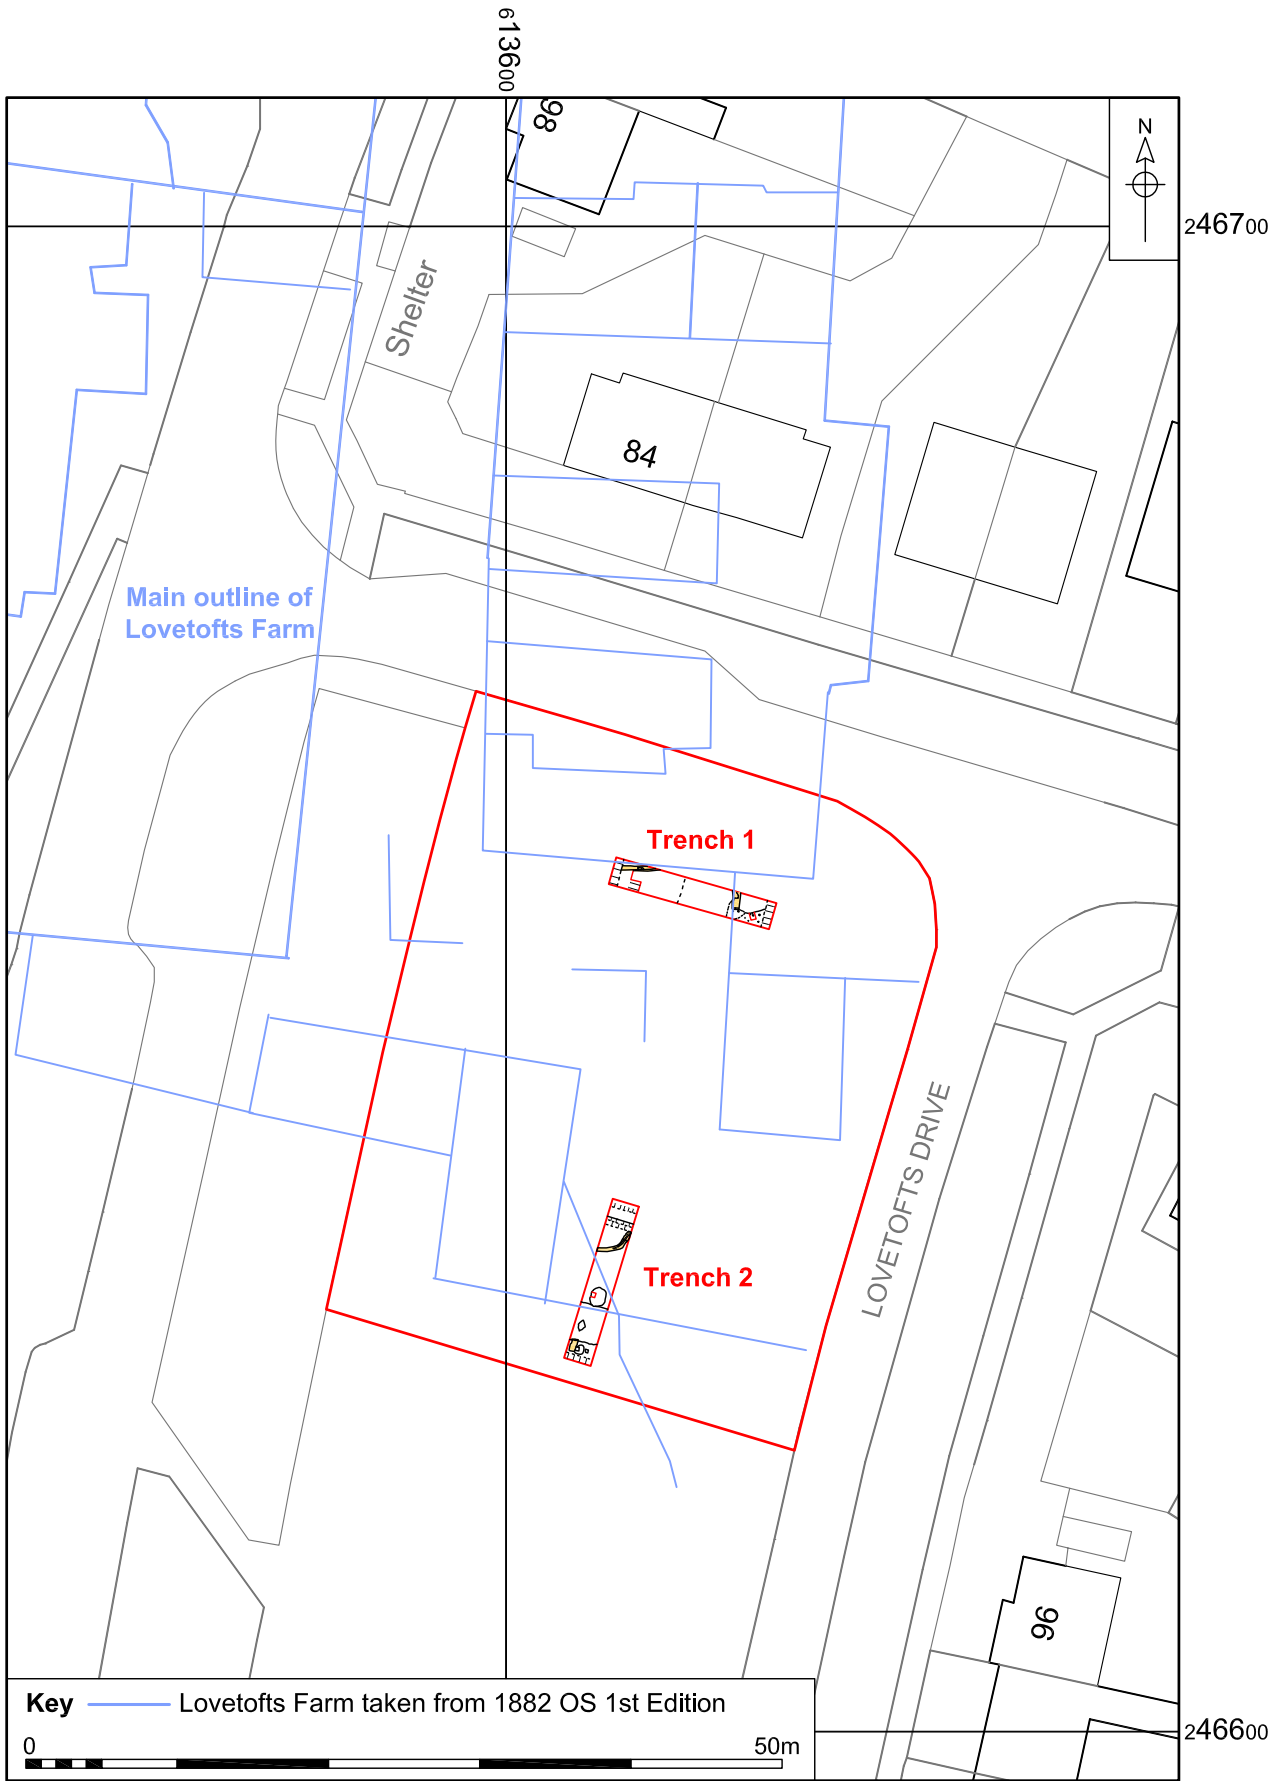 613600
86
N
246700
Shelter
84
Main outline of
Lovetofts Farm
Trench 1
LOVETOFTS DRIVE
Trench 2
96
Key
Lovetofts Farm taken from 1882 OS 1st Edition
246600
0
50m